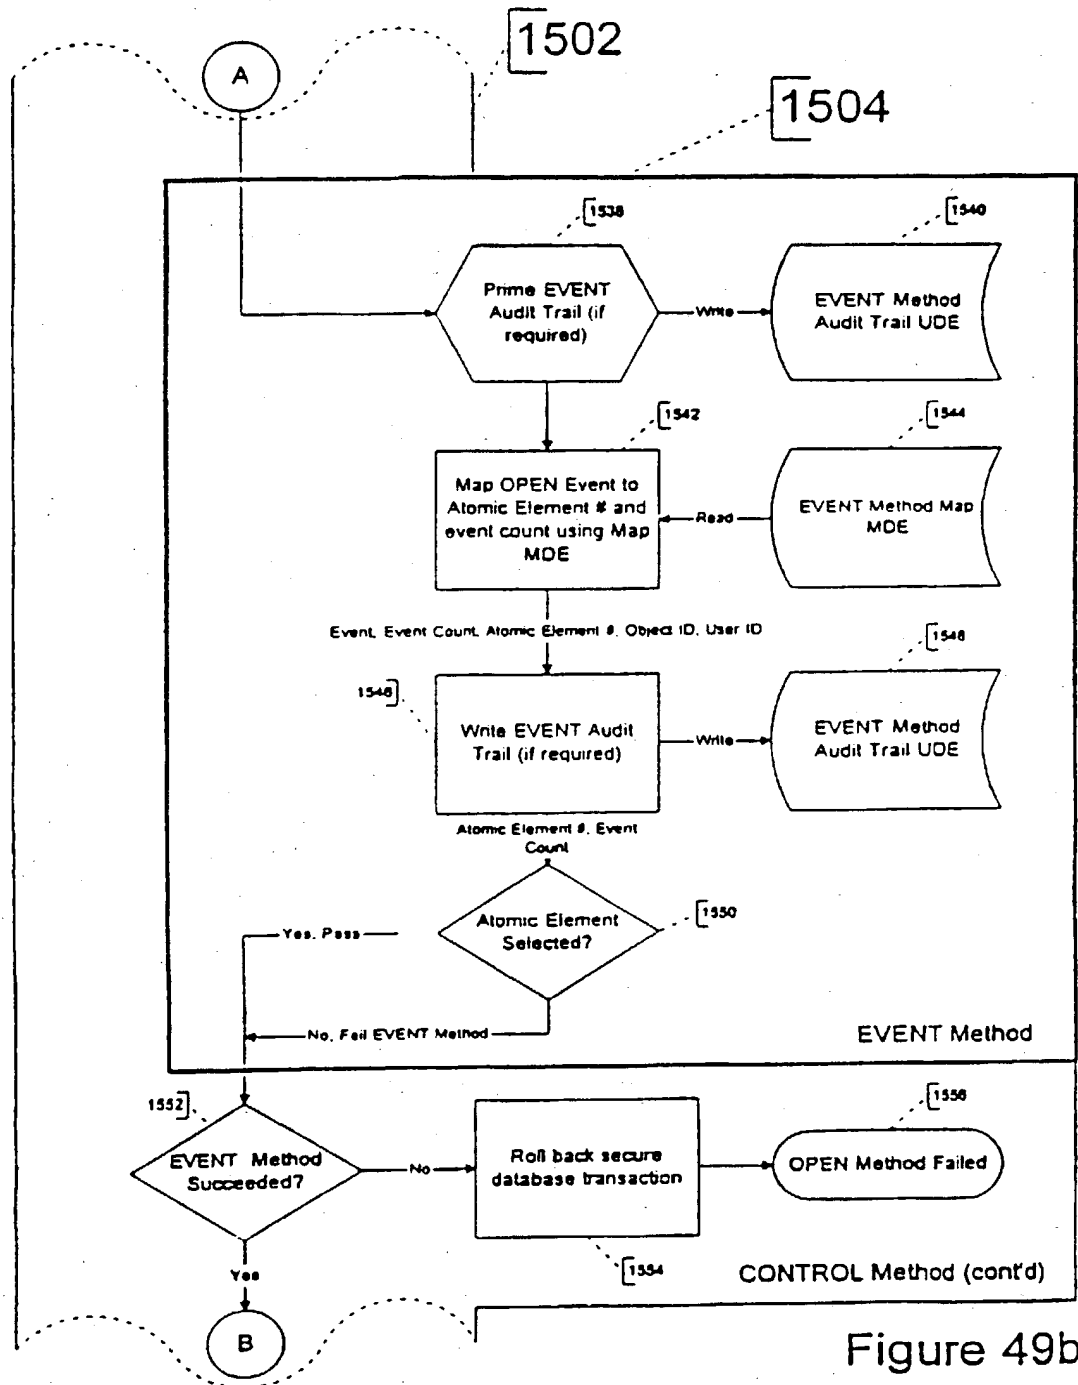 1502
A
1504
1538
1540
Prime EVENT
Audit Trail (if
required)
Write
EVENT Method
Audit Trail UDE
1542
1544
Map OPEN Event to
Atomic Element # and
event count using Map
MDE
Read
EVENT Method Map
MDE
Event, Event Count, Atomic Element #, Object ID, User ID
1546
1548
Write EVENT Audit
Trail (if required)
Write
EVENT Method
Audit Trail UDE
Atomic Element #, Event
Count
Atomic Element
Selected?
1550
Yes, Pass
No, Fail EVENT Method
EVENT Method
1552
1556
EVENT Method
Succeeded?
No
Roll back secure
database transaction
OPEN Method Failed
1554
Yes
CONTROL Method (cont'd)
B
Figure 49b